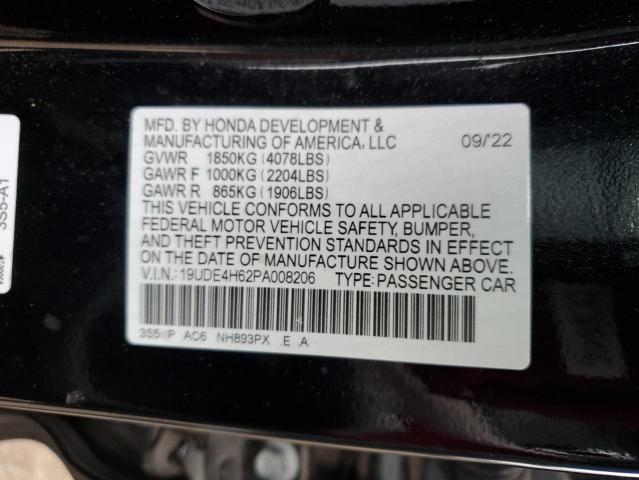 MFD. BY HONDA DEVELOPMENT &
MANUFACTURING OF AMERICA, LLC 09/'22
GVWR 1850KG (4078LBS)
GAWR F 1000KG (2204LBS)
GAWR R 865KG (1906LBS)
THIS VEHICLE CONFORMS TO ALL APPLICABLE
FEDERAL MOTOR VEHICLE SAFETY, BUMPER,
AND THEFT PREVENTION STANDARDS IN EFFECT
ON THE DATE OF MANUFACTURE SHOWN ABOVE.
V.I.N.: 19UDE4H62PA008206 TYPE: PASSENGER CAR
AC6 NH893PX .E .A
3S5-A1